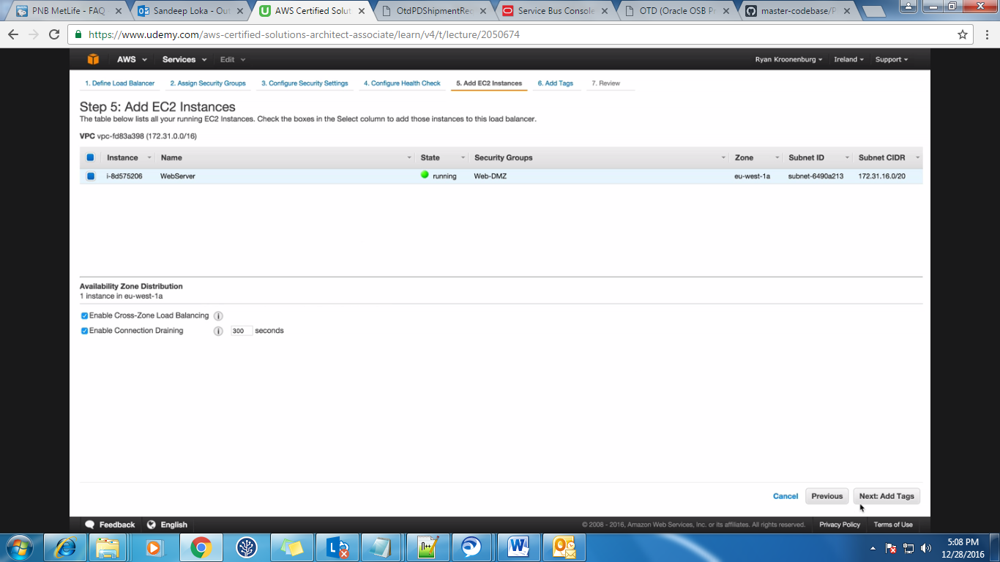 PNB MetLife - FAQ
Sandeep Loka - Out
AWS Certified Solut
OtdPDShipmentRec
Service Bus Console
OTD (Oracle OSB Pr
master-codebase/P
https://www.udemy.com/aws-certified-solutions-architect-associate/learn/v4/t/lecture/2050674
AWS Services Edit Ryan Kroonenburg Ireland Support
1. Define Load Balancer 2. Assign Security Groups 3. Configure Security Settings 4. Configure Health Check 5. Add EC2 Instances 6. Add Tags 7. Review
Step 5: Add EC2 Instances
The table below lists all your running EC2 Instances. Check the boxes in the Select column to add those instances to this load balancer.
VPC vpc-fd83a398 (172.31.0.0/16)
Instance Name State Security Groups Zone Subnet ID Subnet CIDR
i-8d575206 WebServer running Web-DMZ eu-west-1a subnet-6490a213 172.31.16.0/20
Availability Zone Distribution
1 instance in eu-west-1a
Enable Cross-Zone Load Balancing
Enable Connection Draining 300 seconds
Cancel Previous Next: Add Tags
Feedback English © 2008 - 2016, Amazon Web Services, Inc. or its affiliates. All rights reserved. Privacy Policy Terms of Use
5:08 PM
12/28/2016